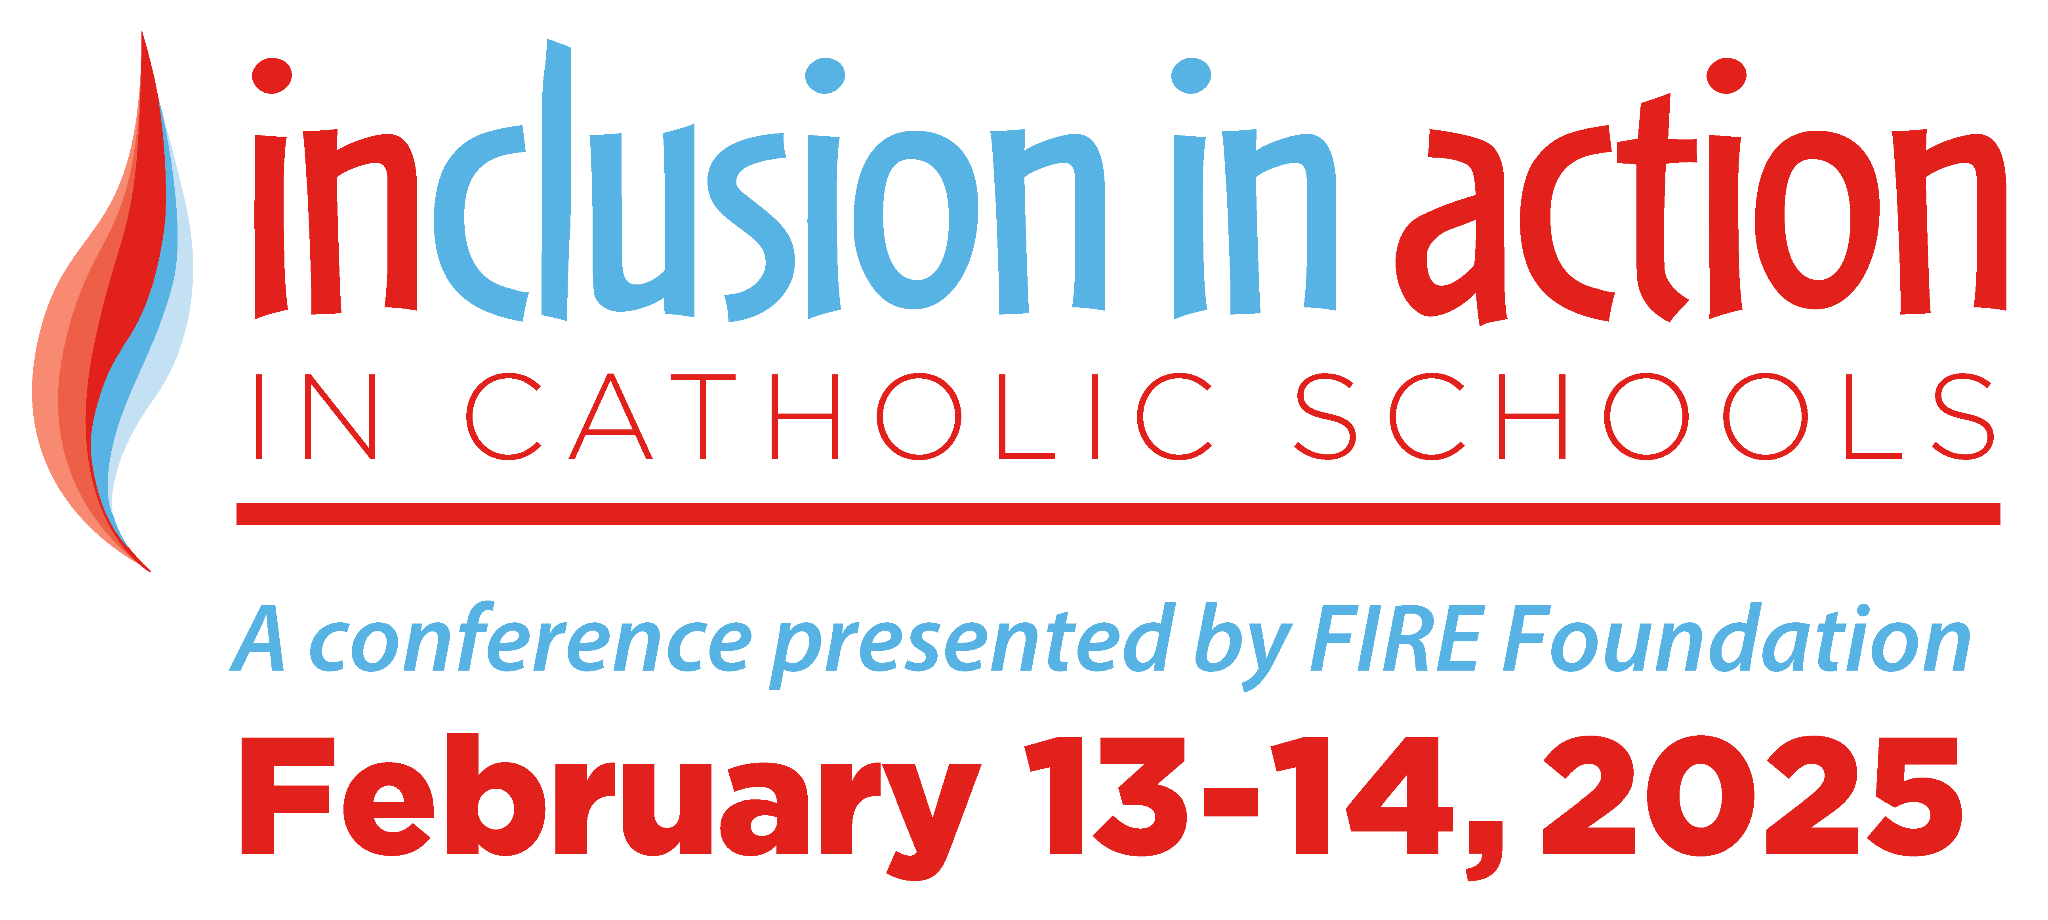 inclusion in action
IN CATHOLIC SCHOOLS
A conference presented by FIRE Foundation
February 13-14, 2025